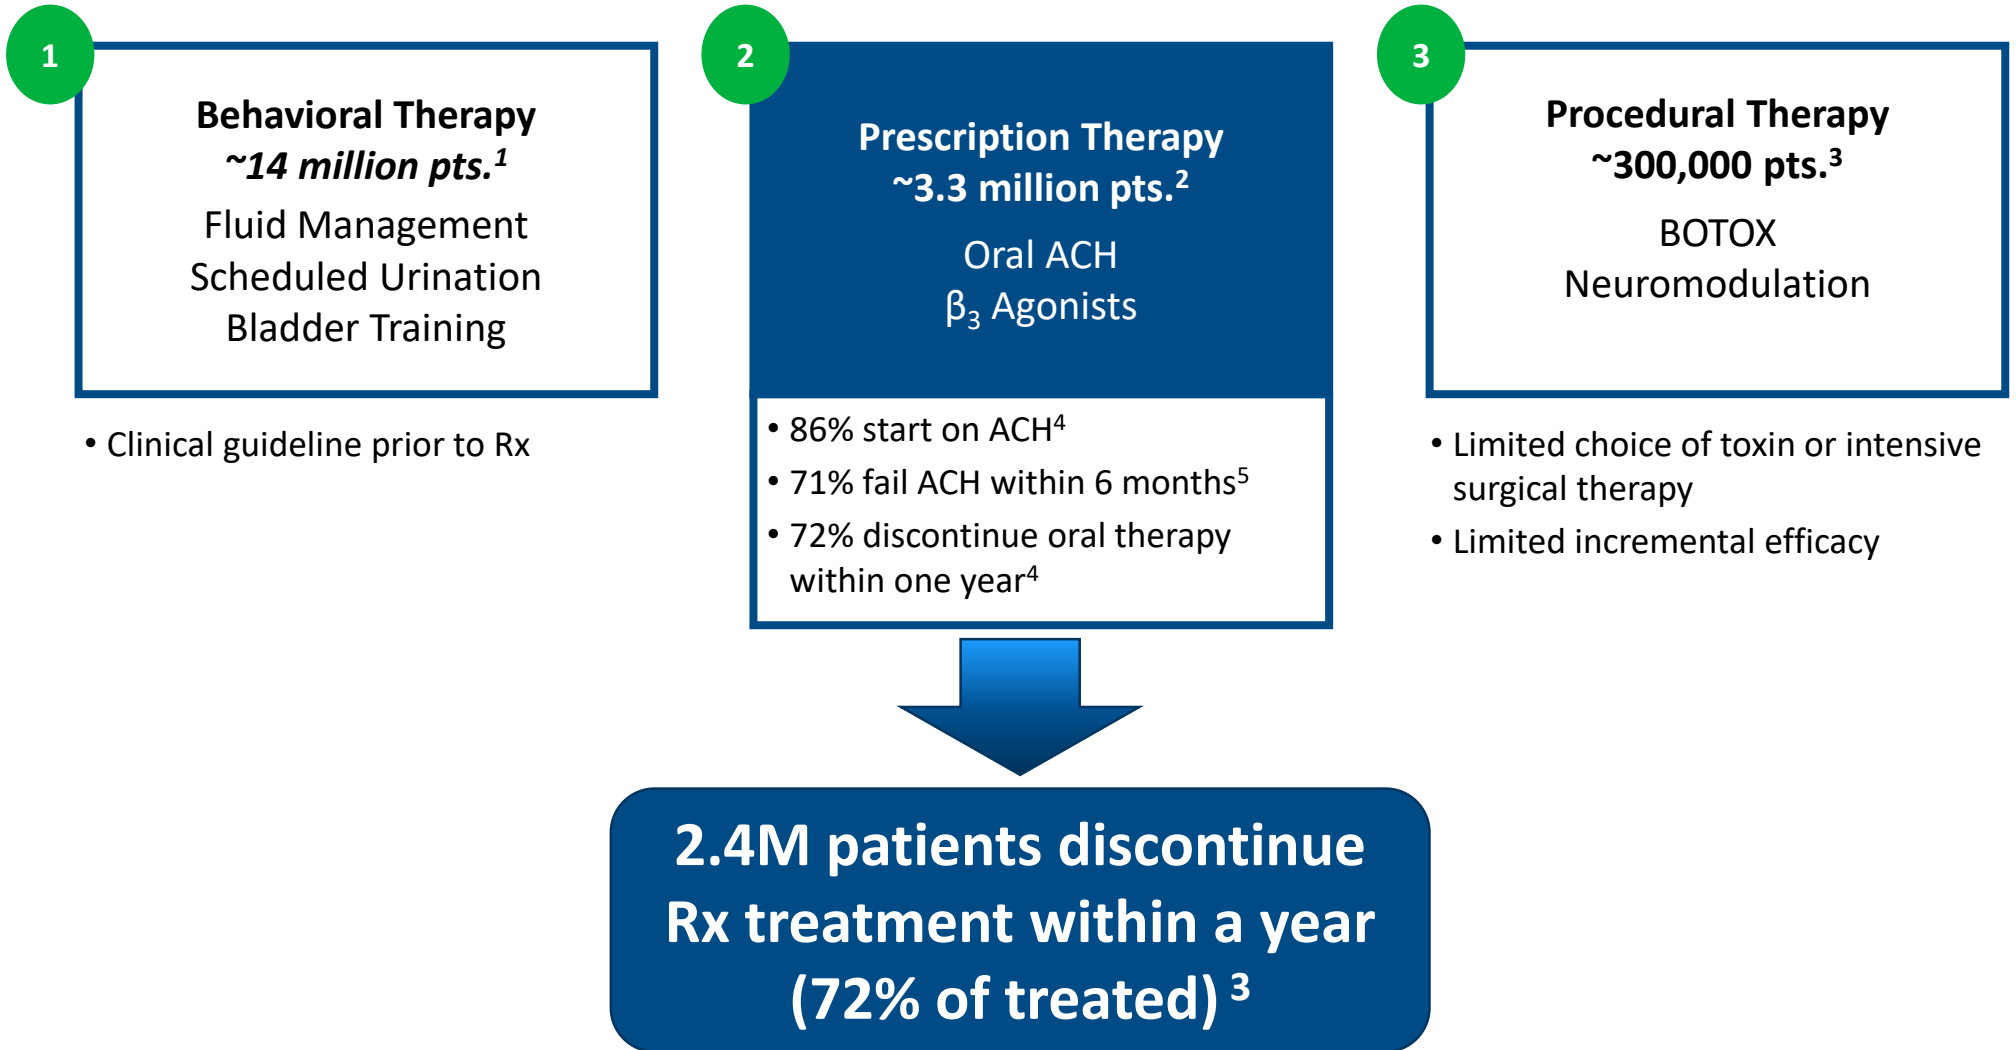 1
Behavioral Therapy
~14 million pts.¹
Fluid Management
Scheduled Urination
Bladder Training
• Clinical guideline prior to Rx
2
Prescription Therapy
~3.3 million pts.²
Oral ACH
β₃ Agonists
• 86% start on ACH⁴
• 71% fail ACH within 6 months⁵
• 72% discontinue oral therapy
within one year⁴
3
Procedural Therapy
~300,000 pts.³
BOTOX
Neuromodulation
• Limited choice of toxin or intensive
surgical therapy
• Limited incremental efficacy
2.4M patients discontinue
Rx treatment within a year
(72% of treated) ³